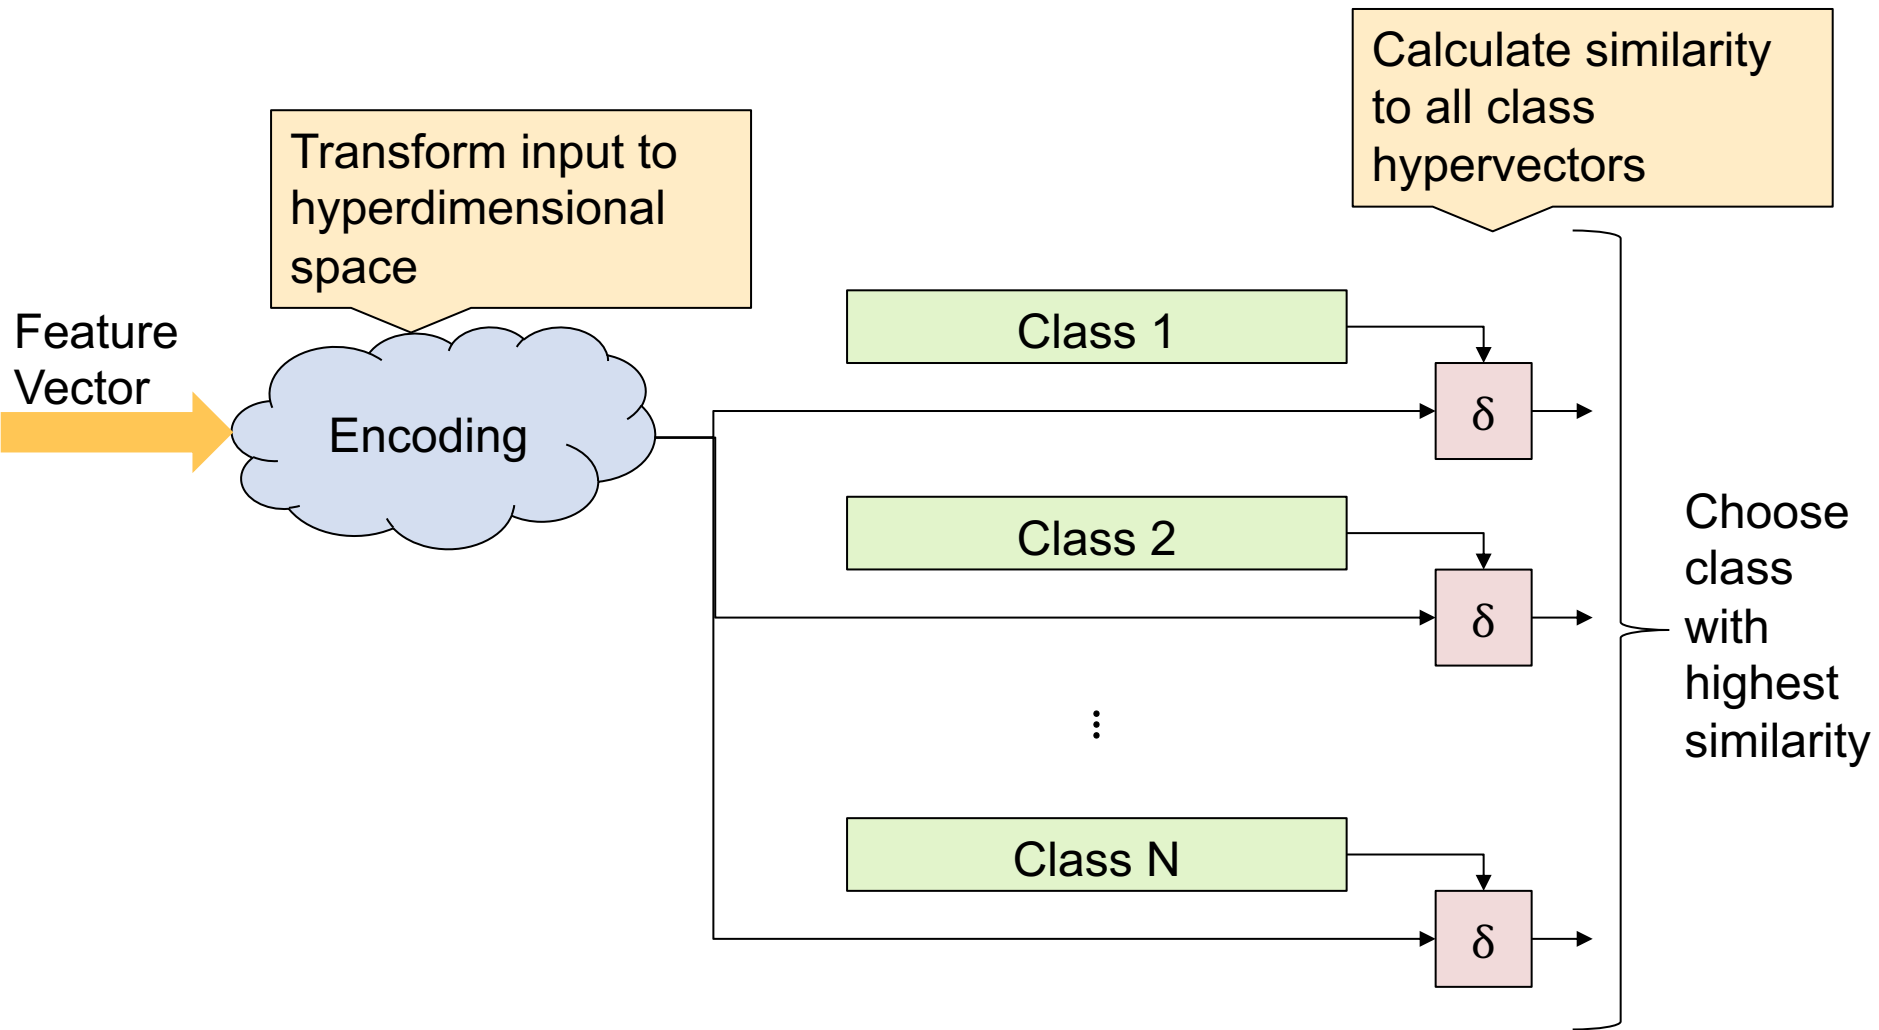 Calculate similarity
to all class
hypervectors
Transform input to
hyperdimensional
space
Feature
Vector
Encoding
Class 1
δ
Class 2
δ
⋮
Class N
δ
Choose
class
with
highest
similarity